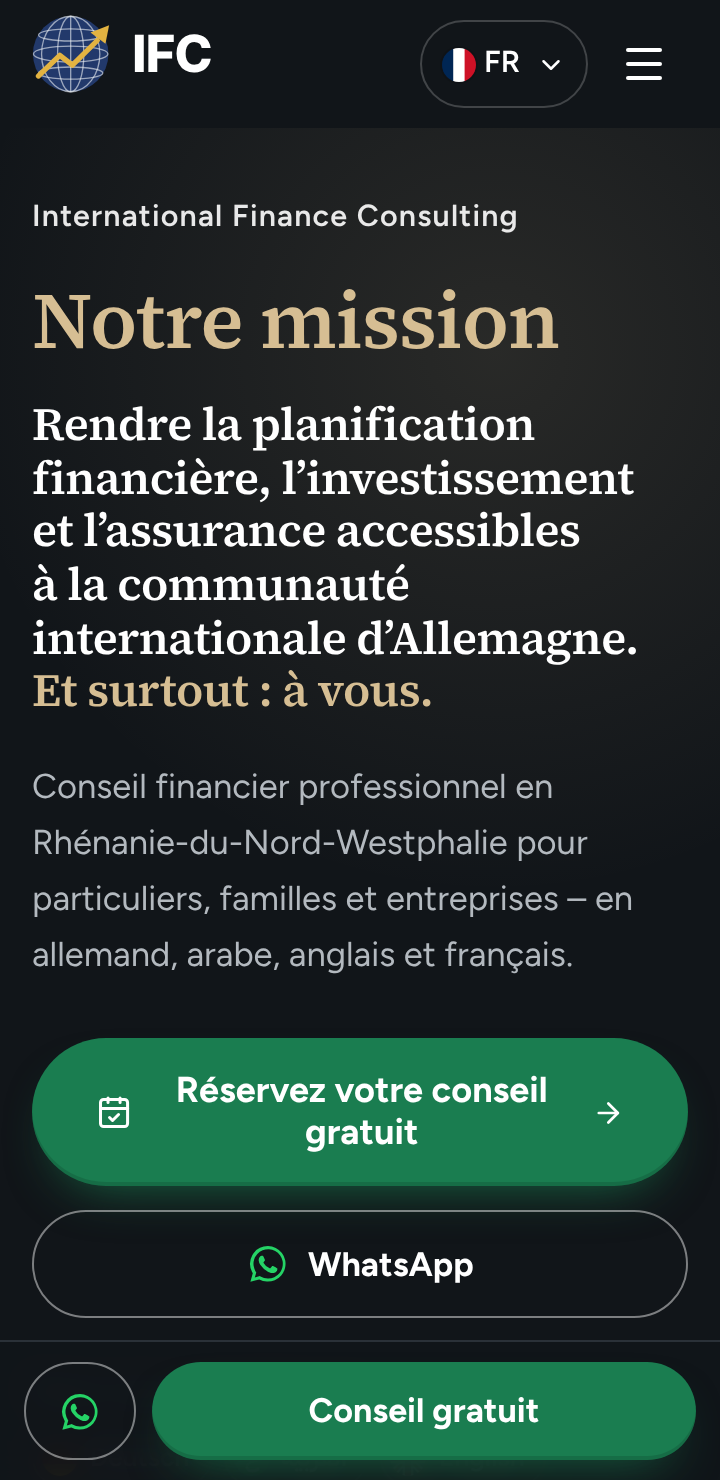 IFC
FR
International Finance Consulting
Notre mission
Rendre la planification
financière, l’investissement
et l’assurance accessibles
à la communauté
internationale d’Allemagne.
Et surtout : à vous.
Conseil financier professionnel en
Rhénanie-du-Nord-Westphalie pour
particuliers, familles et entreprises – en
allemand, arabe, anglais et français.
Réservez votre conseil
gratuit
WhatsApp
Conseil gratuit